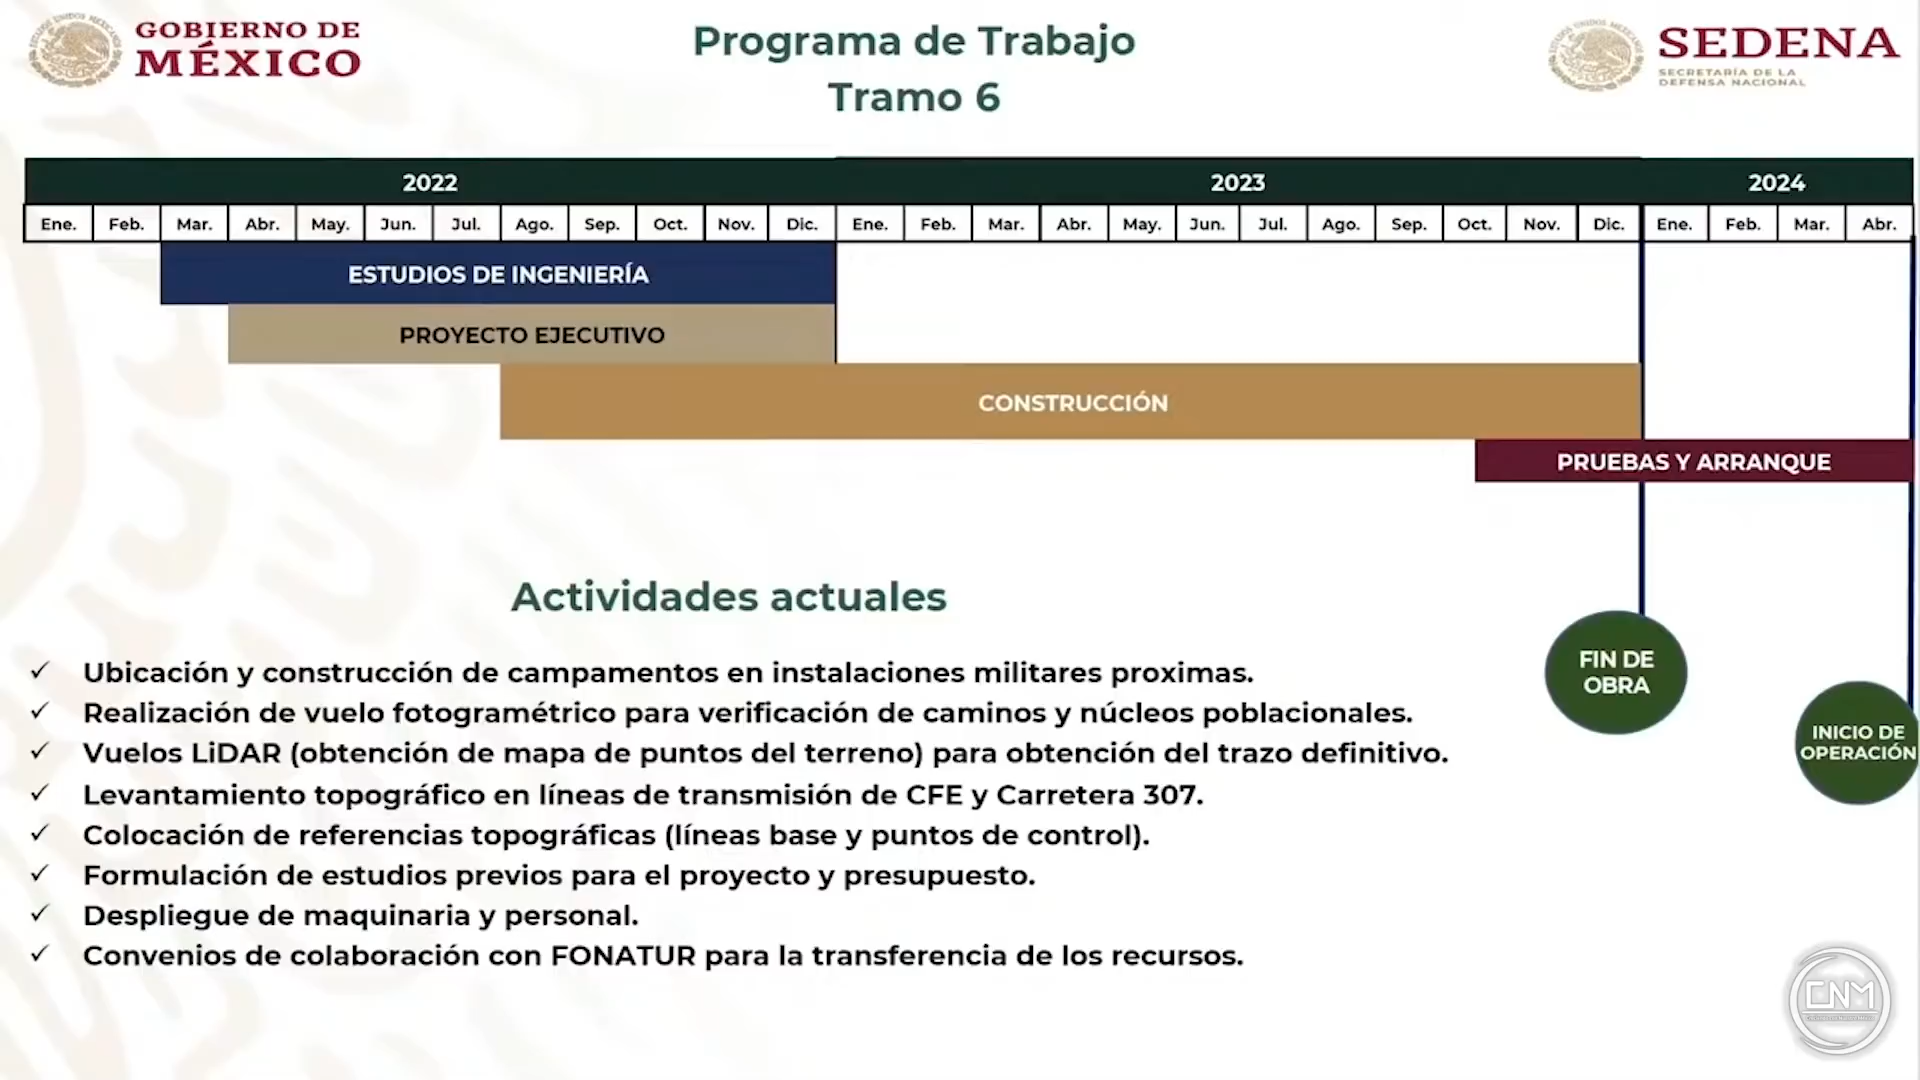 GOBIERNO DE
MÉXICO
Programa de Trabajo
Tramo 6
SEDENA
SECRETARÍA DE LA
DEFENSA NACIONAL
2022 2023 2024
Ene. Feb. Mar. Abr. May. Jun. Jul. Ago. Sep. Oct. Nov. Dic. Ene. Feb. Mar. Abr. May. Jun. Jul. Ago. Sep. Oct. Nov. Dic. Ene. Feb. Mar. Abr.
ESTUDIOS DE INGENIERÍA
PROYECTO EJECUTIVO
CONSTRUCCIÓN
PRUEBAS Y ARRANQUE
Actividades actuales
✓ Ubicación y construcción de campamentos en instalaciones militares proximas.
✓ Realización de vuelo fotogramétrico para verificación de caminos y núcleos poblacionales.
✓ Vuelos LiDAR (obtención de mapa de puntos del terreno) para obtención del trazo definitivo.
✓ Levantamiento topográfico en líneas de transmisión de CFE y Carretera 307.
✓ Colocación de referencias topográficas (líneas base y puntos de control).
✓ Formulación de estudios previos para el proyecto y presupuesto.
✓ Despliegue de maquinaria y personal.
✓ Convenios de colaboración con FONATUR para la transferencia de los recursos.
FIN DE
OBRA
INICIO DE
OPERACIÓN
CNM